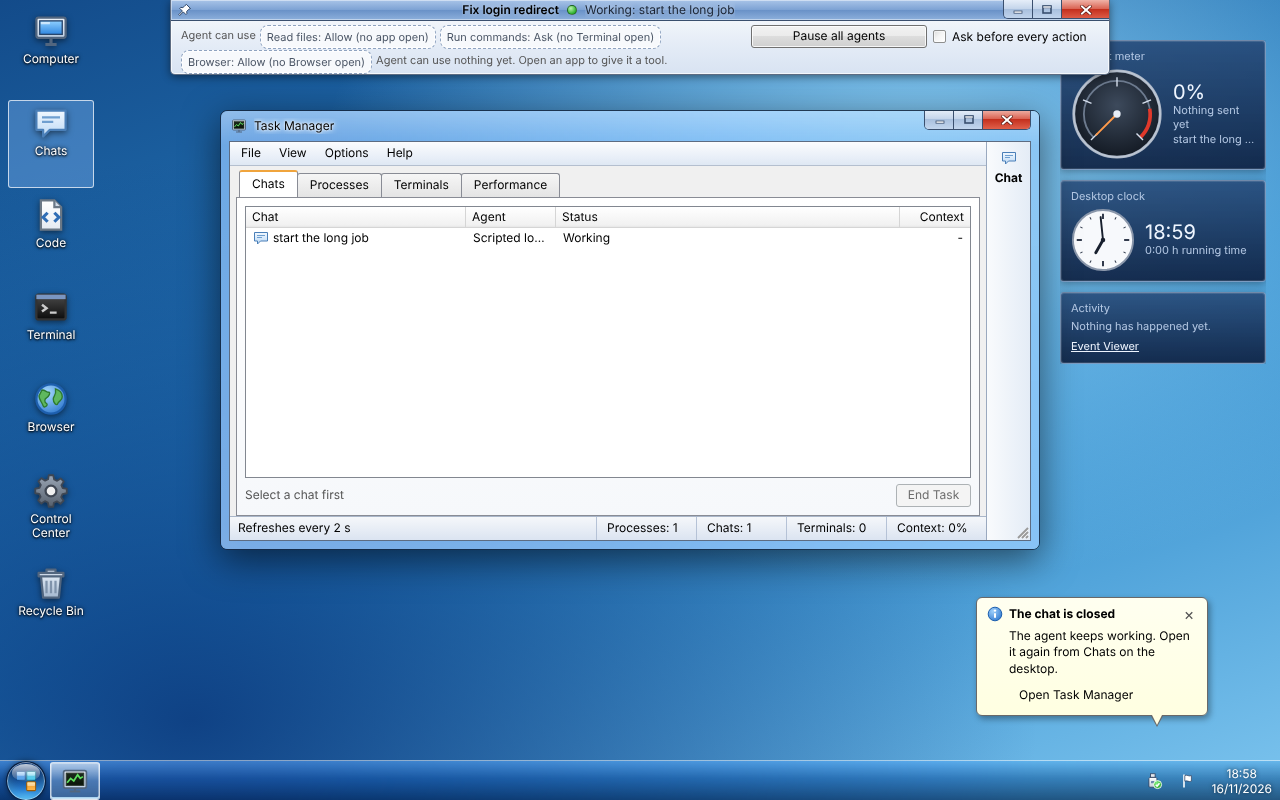 Fix login redirect Working: start the long job
Agent can use Read files: Allow (no app open) Run commands: Ask (no Terminal open) Pause all agents Ask before every action
Browser: Allow (no Browser open) Agent can use nothing yet. Open an app to give it a tool.
Computer
Chats
Code
Terminal
Browser
Control
Center
Recycle Bin
Task Manager
File View Options Help
Chats Processes Terminals Performance
Chat Agent Status Context
start the long job Scripted lo... Working -
Select a chat first End Task
Refreshes every 2 s Processes: 1 Chats: 1 Terminals: 0 Context: 0%
Chat
meter
0%
Nothing sent
yet
start the long ...
Desktop clock
18:59
0:00 h running time
Activity
Nothing has happened yet.
Event Viewer
The chat is closed
The agent keeps working. Open
it again from Chats on the
desktop.
Open Task Manager
18:58
16/11/2026